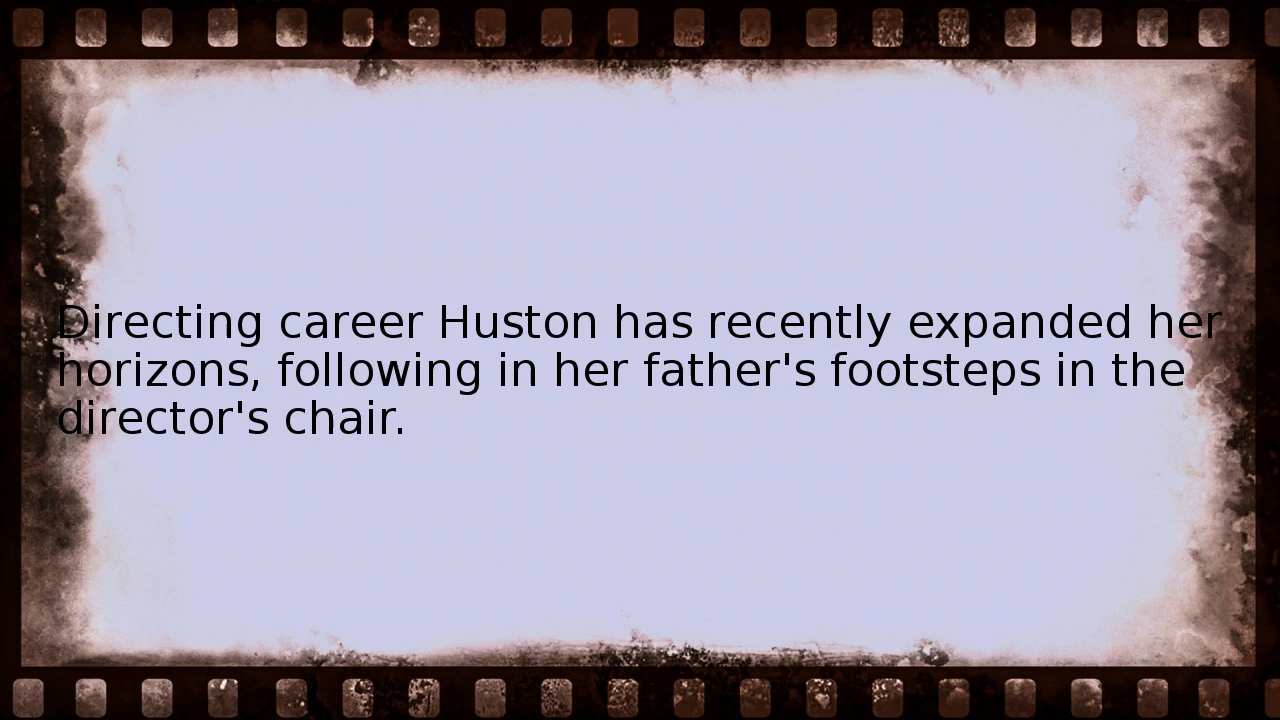 Directing career Huston has recently expanded her
horizons, following in her father's footsteps in the
director's chair.